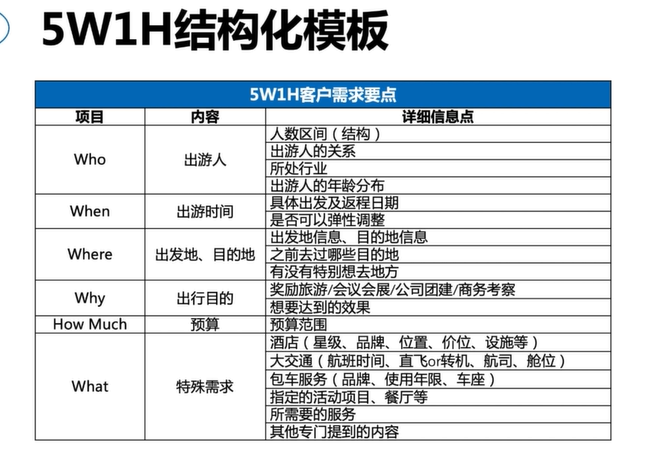 5W1H结构化模板
5W1H客户需求要点
项目 内容 详细信息点
Who 出游人 人数区间（结构）
出游人的关系
所处行业
出游人的年龄分布
When 出游时间 具体出发及返程日期
是否可以弹性调整
Where 出发地、目的地 出发地信息、目的地信息
之前去过哪些目的地
有没有特别想去地方
Why 出行目的 奖励旅游/会议会展/公司团建/商务考察
想要达到的效果
How Much 预算 预算范围
What 特殊需求 酒店（星级、品牌、位置、价位、设施等）
大交通（航班时间、直飞or转机、航司、舱位）
包车服务（品牌、使用年限、车座）
指定的活动项目、餐厅等
所需要的服务
其他专门提到的内容